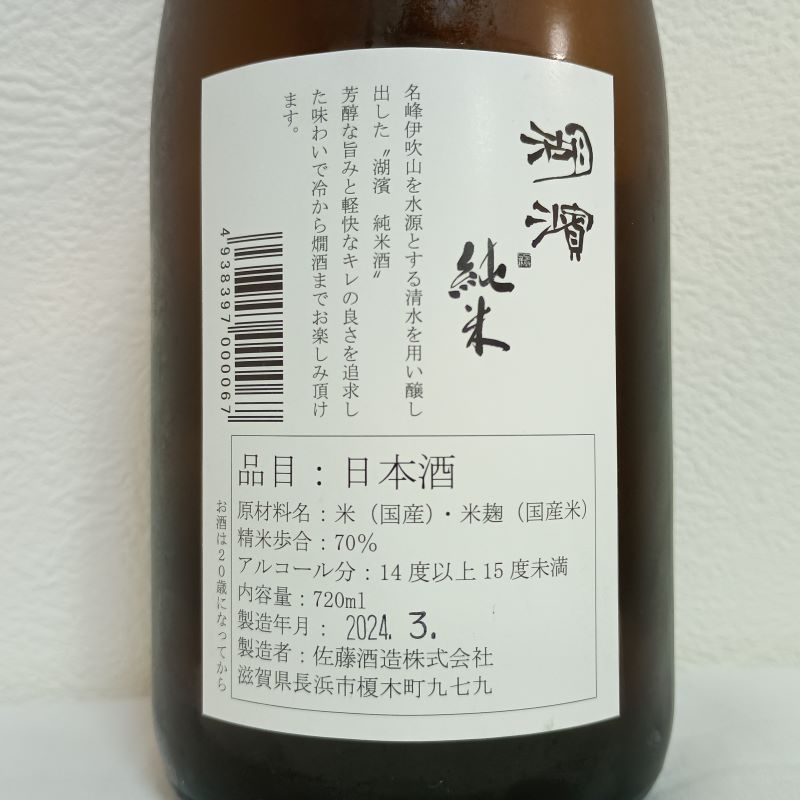 湖濱
純米
名峰伊吹山を水源とする清水を用い醸し
出した〝湖濱　純米酒〟
芳醇な旨みと軽快なキレの良さを追求し
た味わいで冷から燗酒までお楽しみ頂け
ます。
4 938397 000067
品目：日本酒
原材料名：米（国産）・米麹（国産米）
精米歩合：70％
アルコール分：14度以上15度未満
内容量：720ml
製造年月：2024.3.
製造者：佐藤酒造株式会社
滋賀県長浜市榎木町九七九
お酒は20歳になってから